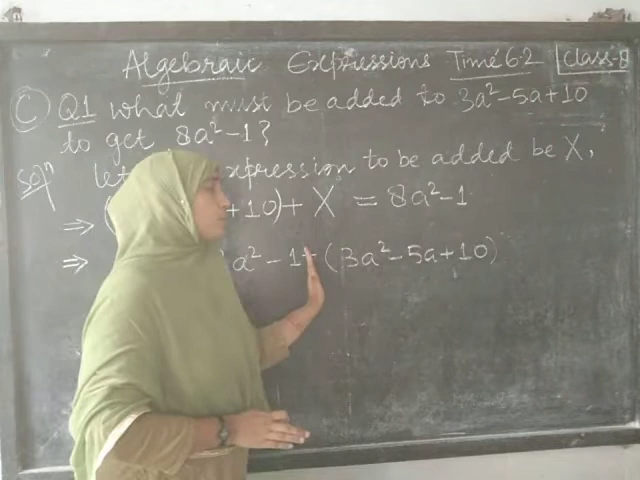 Algebraic Expressions Time 6.2 Class-8
C Q1 what must be added to 3a²-5a+10
to get 8a²-1?
Solⁿ let expression to be added be X,
⇒ ( +10) + X = 8a²-1
⇒ a² - 1 - (3a²-5a+10)